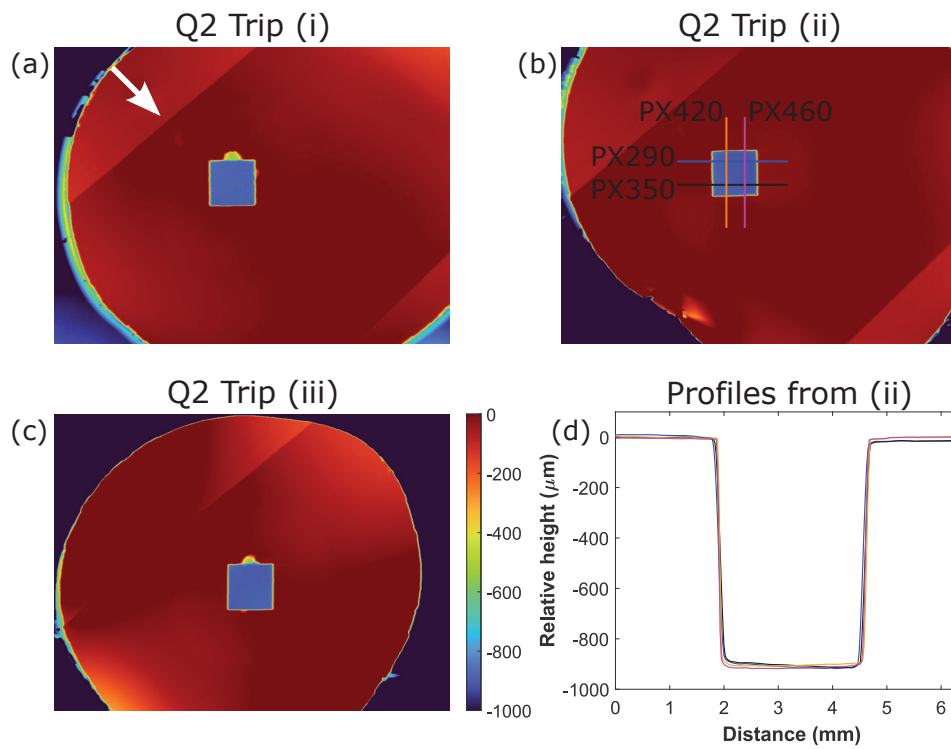 Q2 Trip (i)
(a)
Q2 Trip (ii)
(b)
PX420 PX460
PX290
PX350
Q2 Trip (iii)
(c)
0
-200
-400
-600
-800
-1000
Profiles from (ii)
(d)
Relative height (μm)
0
-200
-400
-600
-800
-1000
0 1 2 3 4 5 6
Distance (mm)